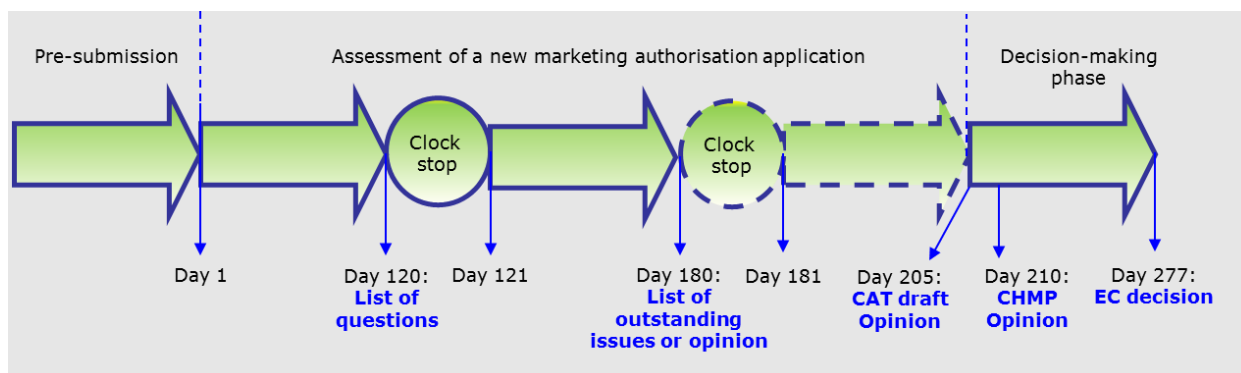 Pre-submission
Assessment of a new marketing authorisation application
Decision-making
phase
Clock
stop
Clock
stop
Day 1
Day 120:
List of
questions
Day 121
Day 180:
List of
outstanding
issues or opinion
Day 181
Day 205:
CAT draft
Opinion
Day 210:
CHMP
Opinion
Day 277:
EC decision